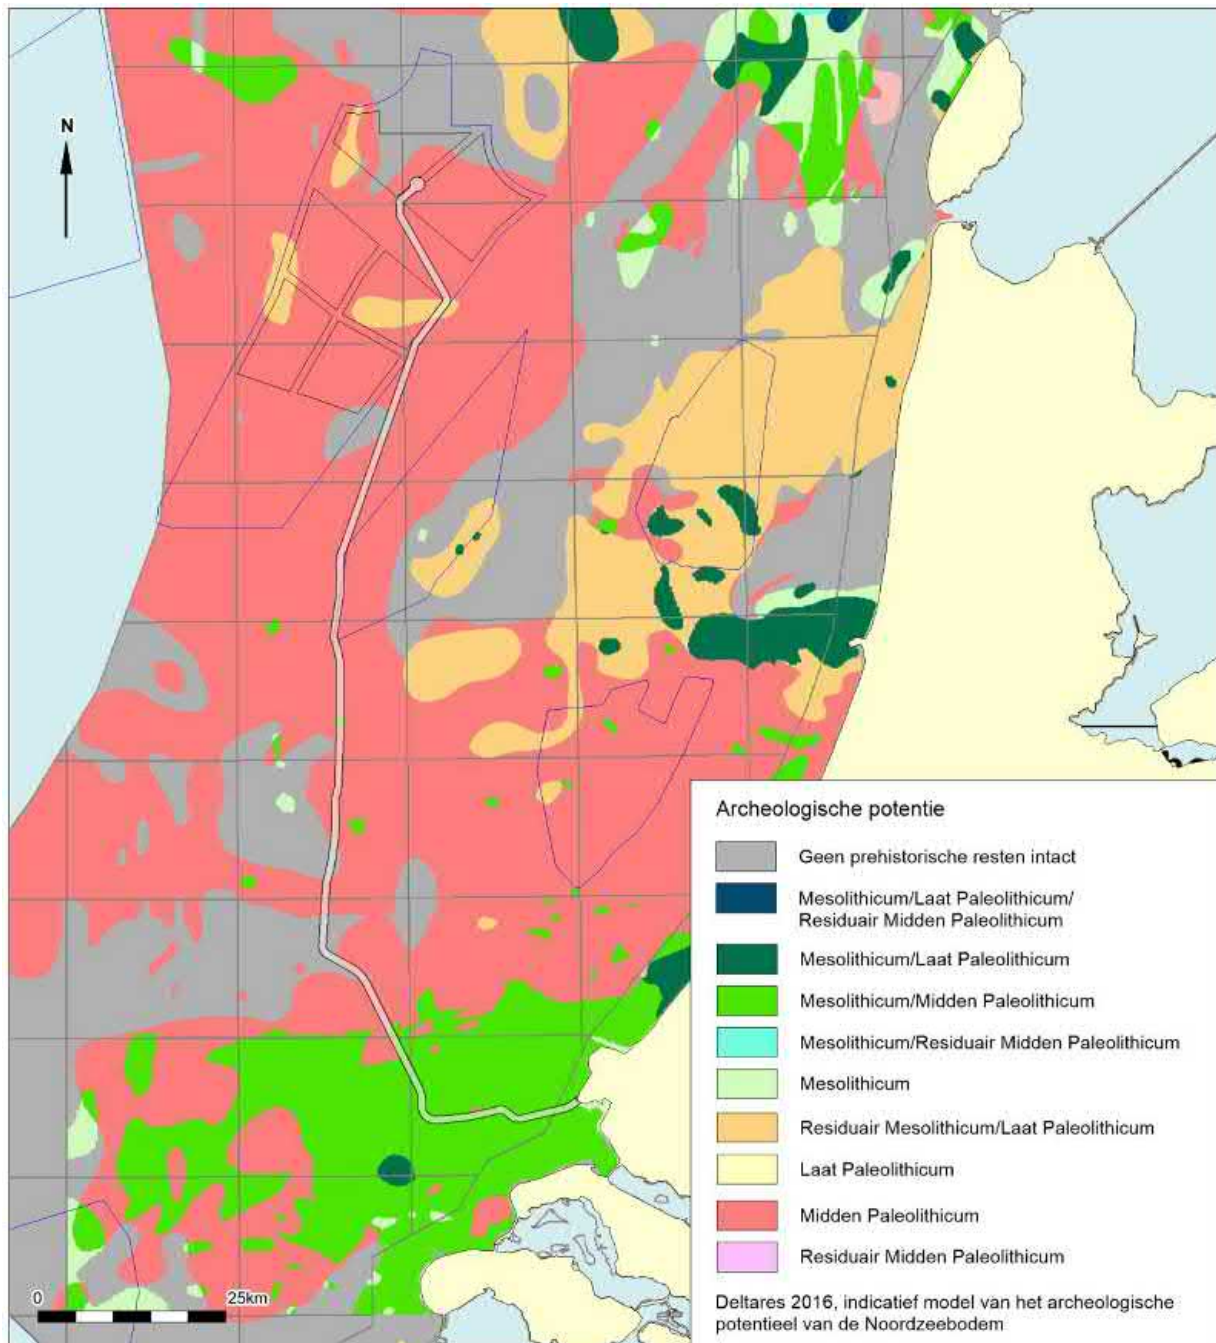 N
Archeologische potentie
Geen prehistorische resten intact
Mesolithicum/Laat Paleolithicum/
Residuair Midden Paleolithicum
Mesolithicum/Laat Paleolithicum
Mesolithicum/Midden Paleolithicum
Mesolithicum/Residuair Midden Paleolithicum
Mesolithicum
Residuair Mesolithicum/Laat Paleolithicum
Laat Paleolithicum
Midden Paleolithicum
Residuair Midden Paleolithicum
0 25km
Deltares 2016, indicatief model van het archeologische
potentieel van de Noordzeebodem